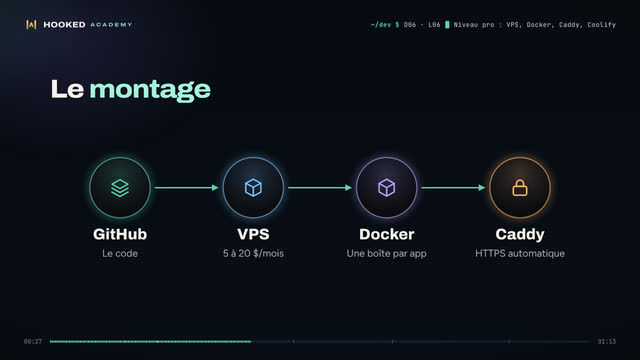 HOOKED ACADEMY
~/dev $ D06 · L06 Niveau pro : VPS, Docker, Caddy, Coolify
Le montage
GitHub
Le code
VPS
5 à 20 $/mois
Docker
Une boîte par app
Caddy
HTTPS automatique
00:27
01:13